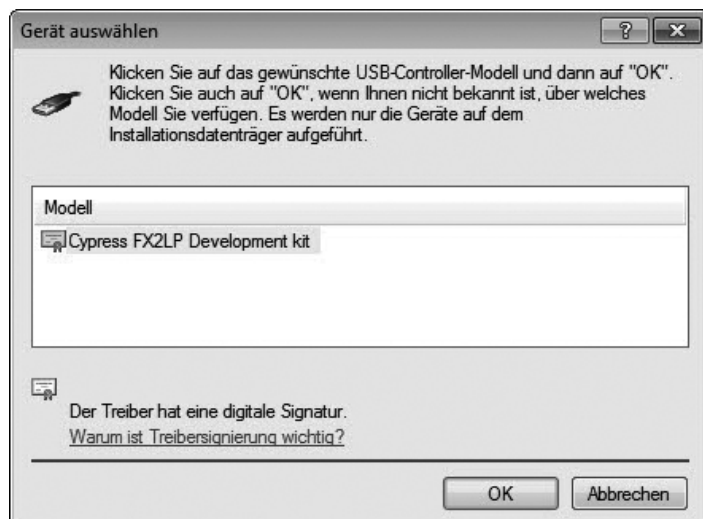 Gerät auswählen
Klicken Sie auf das gewünschte USB-Controller-Modell und dann auf "OK".
Klicken Sie auch auf "OK", wenn Ihnen nicht bekannt ist, über welches
Modell Sie verfügen. Es werden nur die Geräte auf dem
Installationsdatenträger aufgeführt.
Modell
Cypress FX2LP Development kit
Der Treiber hat eine digitale Signatur.
Warum ist Treibersignierung wichtig?
OK Abbrechen